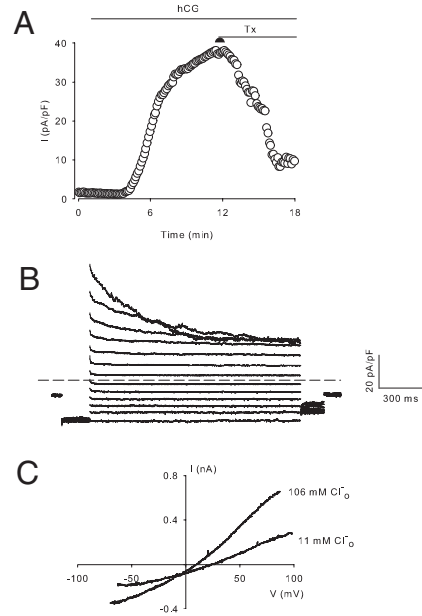 hCG
A
Tx
40
30
20
10
0
I (pA/pF)
0 6 12 18
Time (min)
B
20 pA/pF
300 ms
C
I (nA)
0.8
106 mM Cl⁻o
0.4
11 mM Cl⁻o
-100 -50 50 100
V (mV)
-0.4